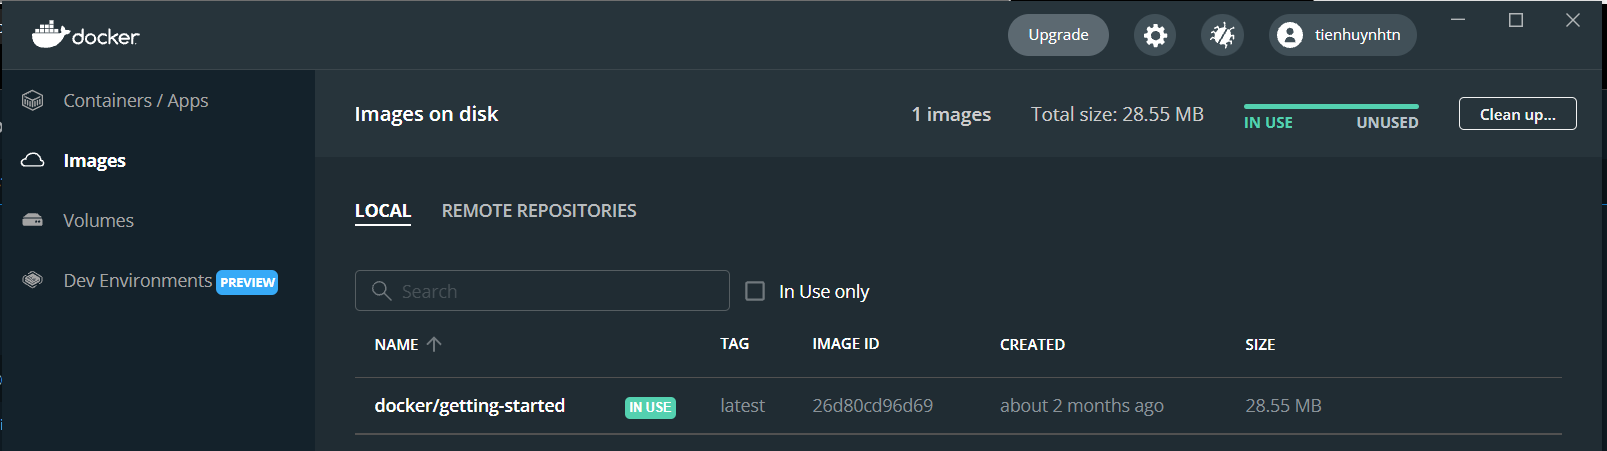 docker
Upgrade
tienhuynhtn
Containers / Apps
Images
Volumes
Dev Environments PREVIEW
Images on disk
1 images
Total size: 28.55 MB
IN USE UNUSED
Clean up...
LOCAL REMOTE REPOSITORIES
Search
In Use only
NAME TAG IMAGE ID CREATED SIZE
docker/getting-started IN USE latest 26d80cd96d69 about 2 months ago 28.55 MB